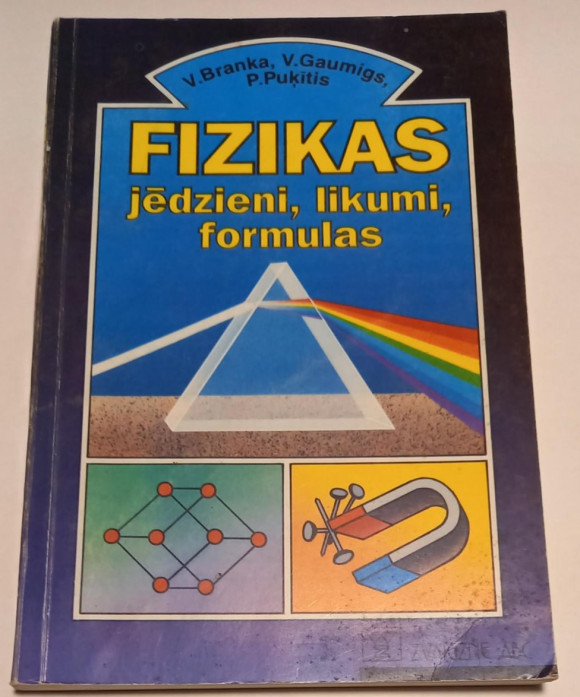 V.Branka, V.Gaumigs,
P.Puķītis
FIZIKAS
jēdzieni, likumi,
formulas